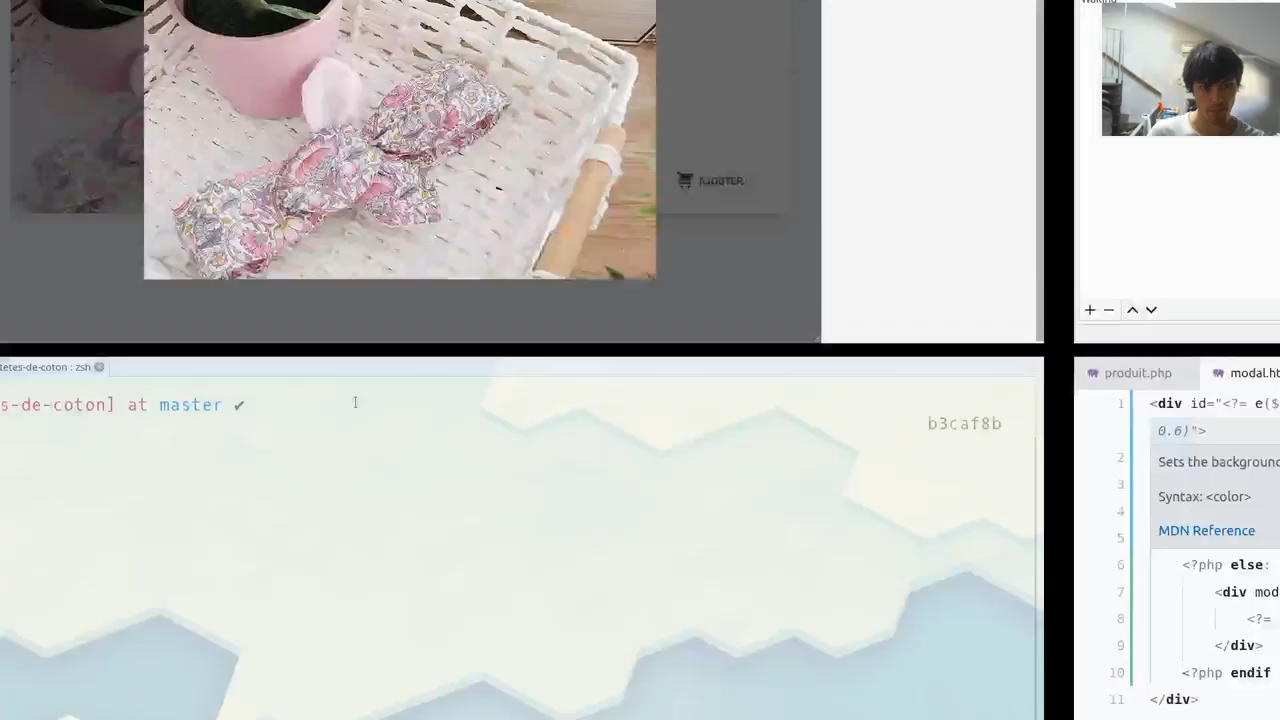 AJOUTER
tetes-de-coton : zsh
s-de-coton] at master ✔
b3caf8b
produit.php
modal.ht
1 <div id="<?= e($
0.6)">
2 Sets the background
3 Syntax: <color>
4
5 MDN Reference
6 <?php else:
7 <div mod
8 <?=
9 </div>
10 <?php endif
11 </div>